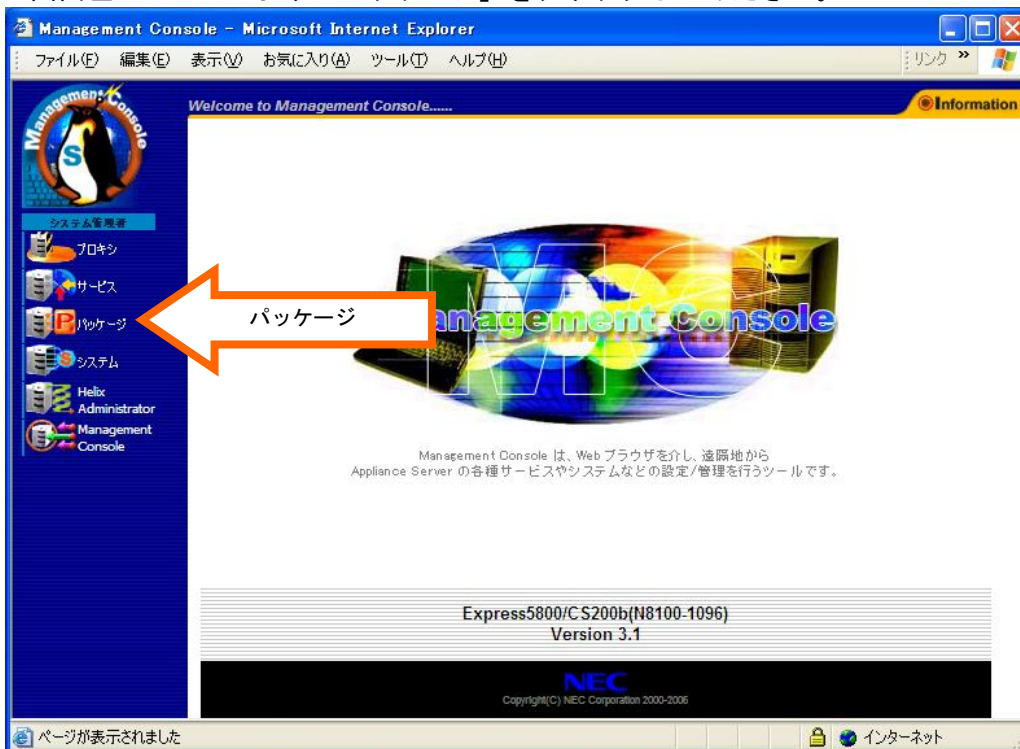 Management Console - Microsoft Internet Explorer
ファイル(F) 編集(E) 表示(V) お気に入り(A) ツール(T) ヘルプ(H)
リンク »
Management Console
S
Welcome to Management Console......
Information
システム管理者
プロキシ
サービス
P パッケージ
システム
Helix
Administrator
Management
Console
パッケージ
MC
Management Console
Management Console は、Web ブラウザを介し、遠隔地から
Appliance Server の各種サービスやシステムなどの設定/管理を行うツールです。
Express5800/CS200b(N8100-1096)
Version 3.1
NEC
Copyright(C) NEC Corporation 2000-2006
ページが表示されました
インターネット